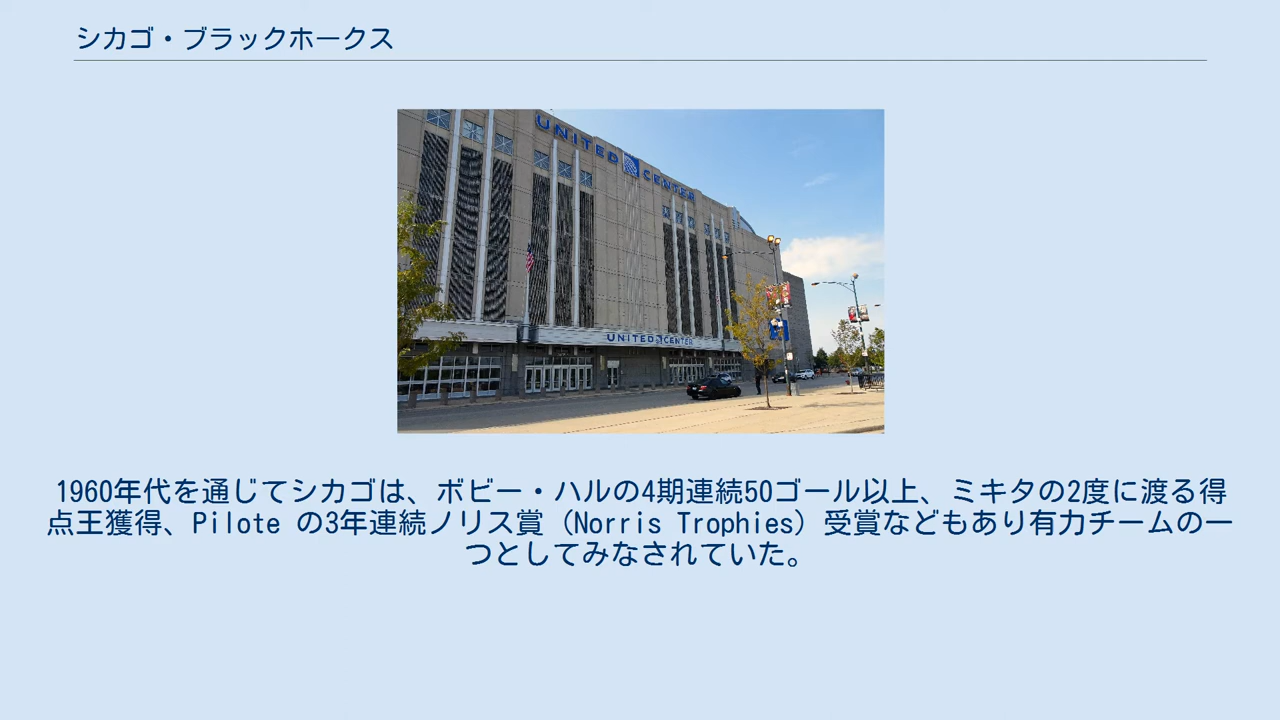 シカゴ・ブラックホークス
UNITED CENTER
UNITED CENTER
1960年代を通じてシカゴは、ボビー・ハルの4期連続50ゴール以上、ミキタの2度に渡る得
点王獲得、Pilote の3年連続ノリス賞（Norris Trophies）受賞などもあり有力チームの一
つとしてみなされていた。